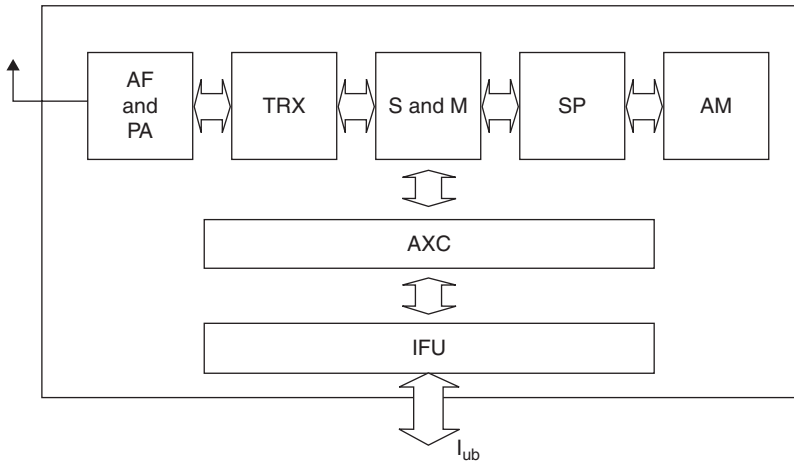 AF
and
PA
TRX
S and M
SP
AM
AXC
IFU
Iub